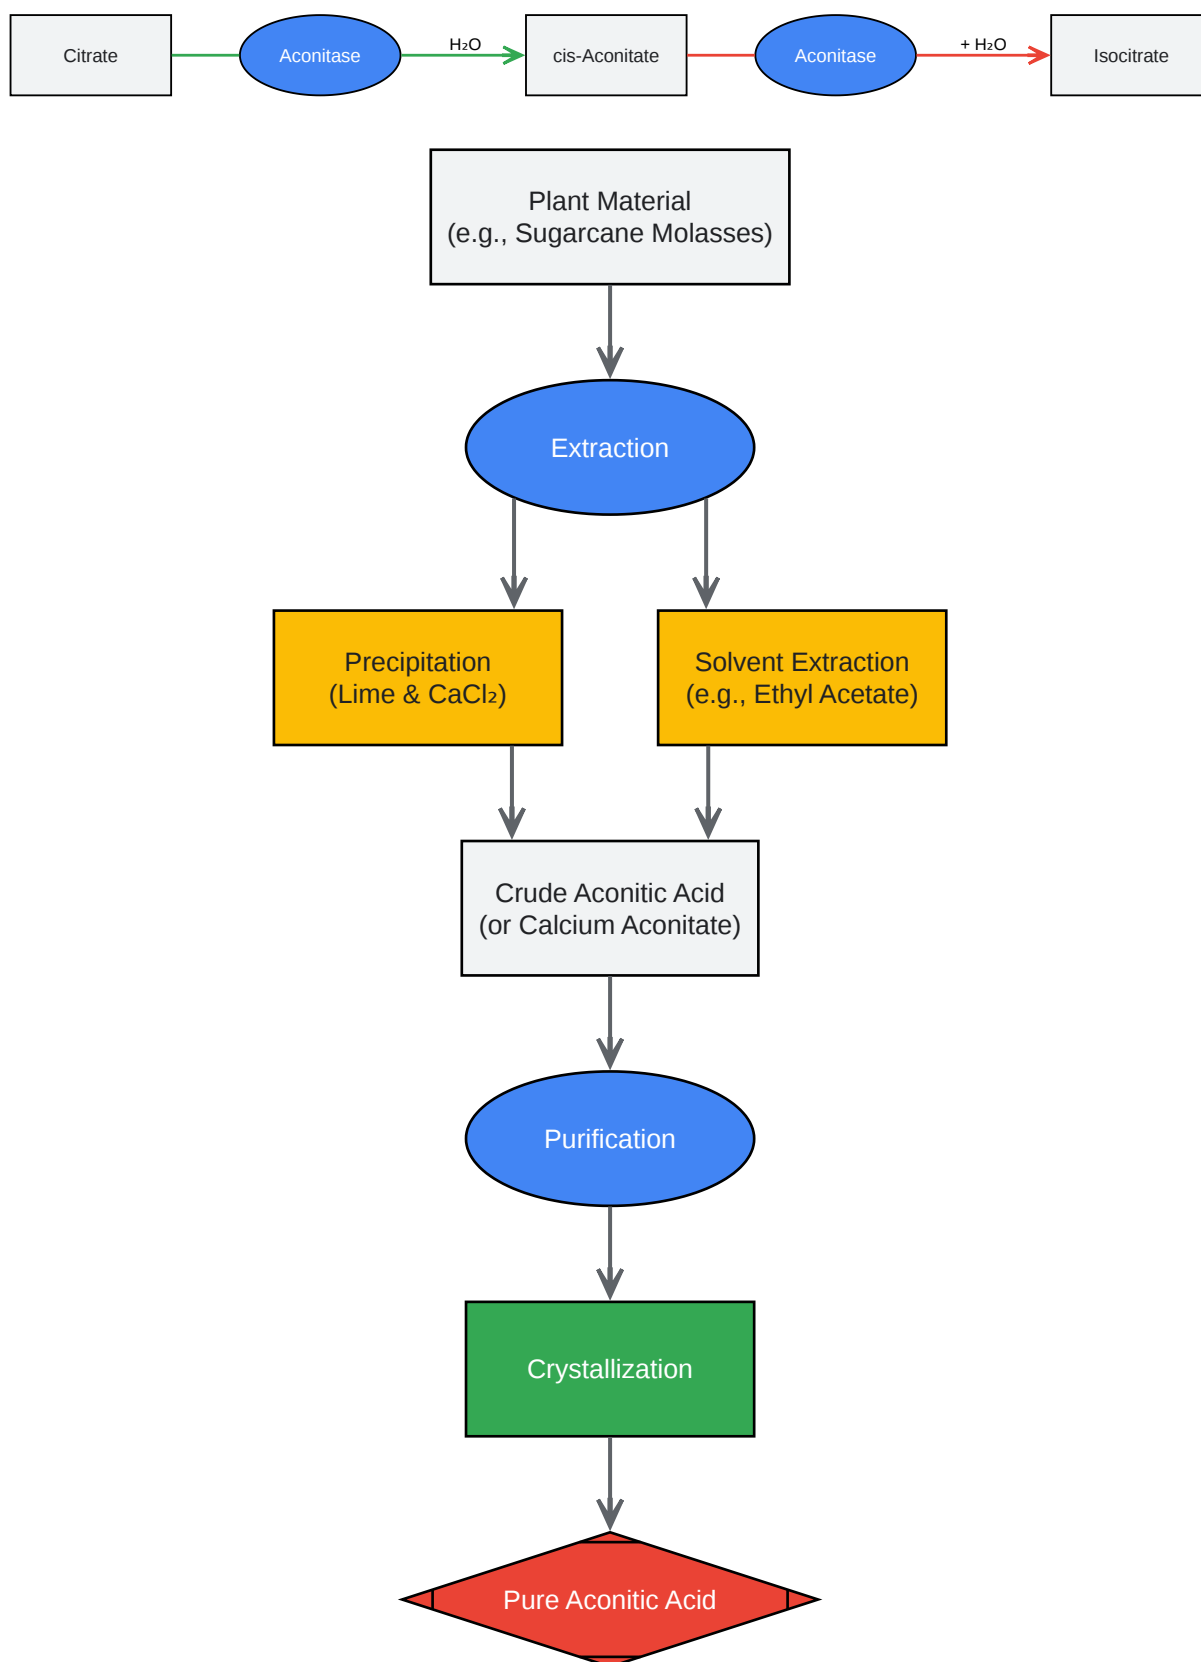 Citrate
Aconitase
H₂O
cis-Aconitate
Aconitase
+ H₂O
Isocitrate
Plant Material
(e.g., Sugarcane Molasses)
Extraction
Precipitation
(Lime & CaCl₂)
Solvent Extraction
(e.g., Ethyl Acetate)
Crude Aconitic Acid
(or Calcium Aconitate)
Purification
Crystallization
Pure Aconitic Acid